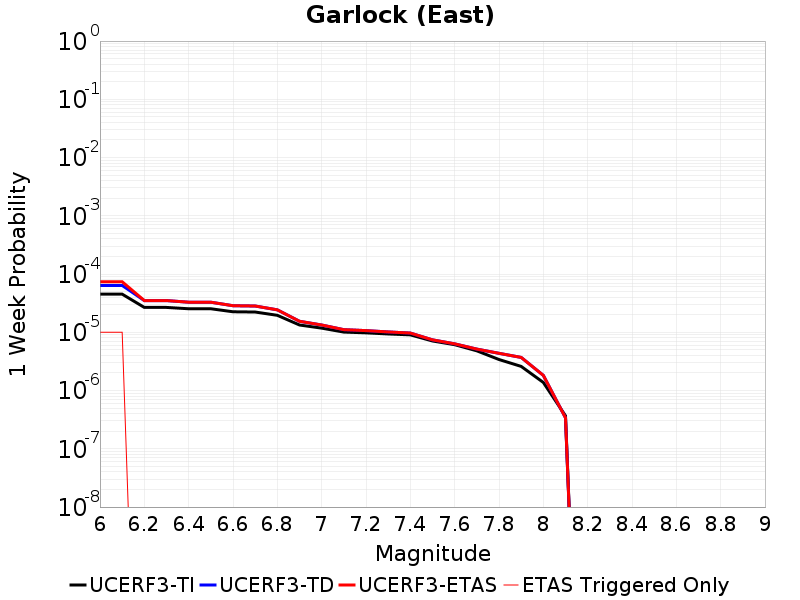 Garlock (East)
1 Week Probability
10^0
10^-1
10^-2
10^-3
10^-4
10^-5
10^-6
10^-7
10^-8
6 6.2 6.4 6.6 6.8 7 7.2 7.4 7.6 7.8 8 8.2 8.4 8.6 8.8 9
Magnitude
UCERF3-TI UCERF3-TD UCERF3-ETAS ETAS Triggered Only